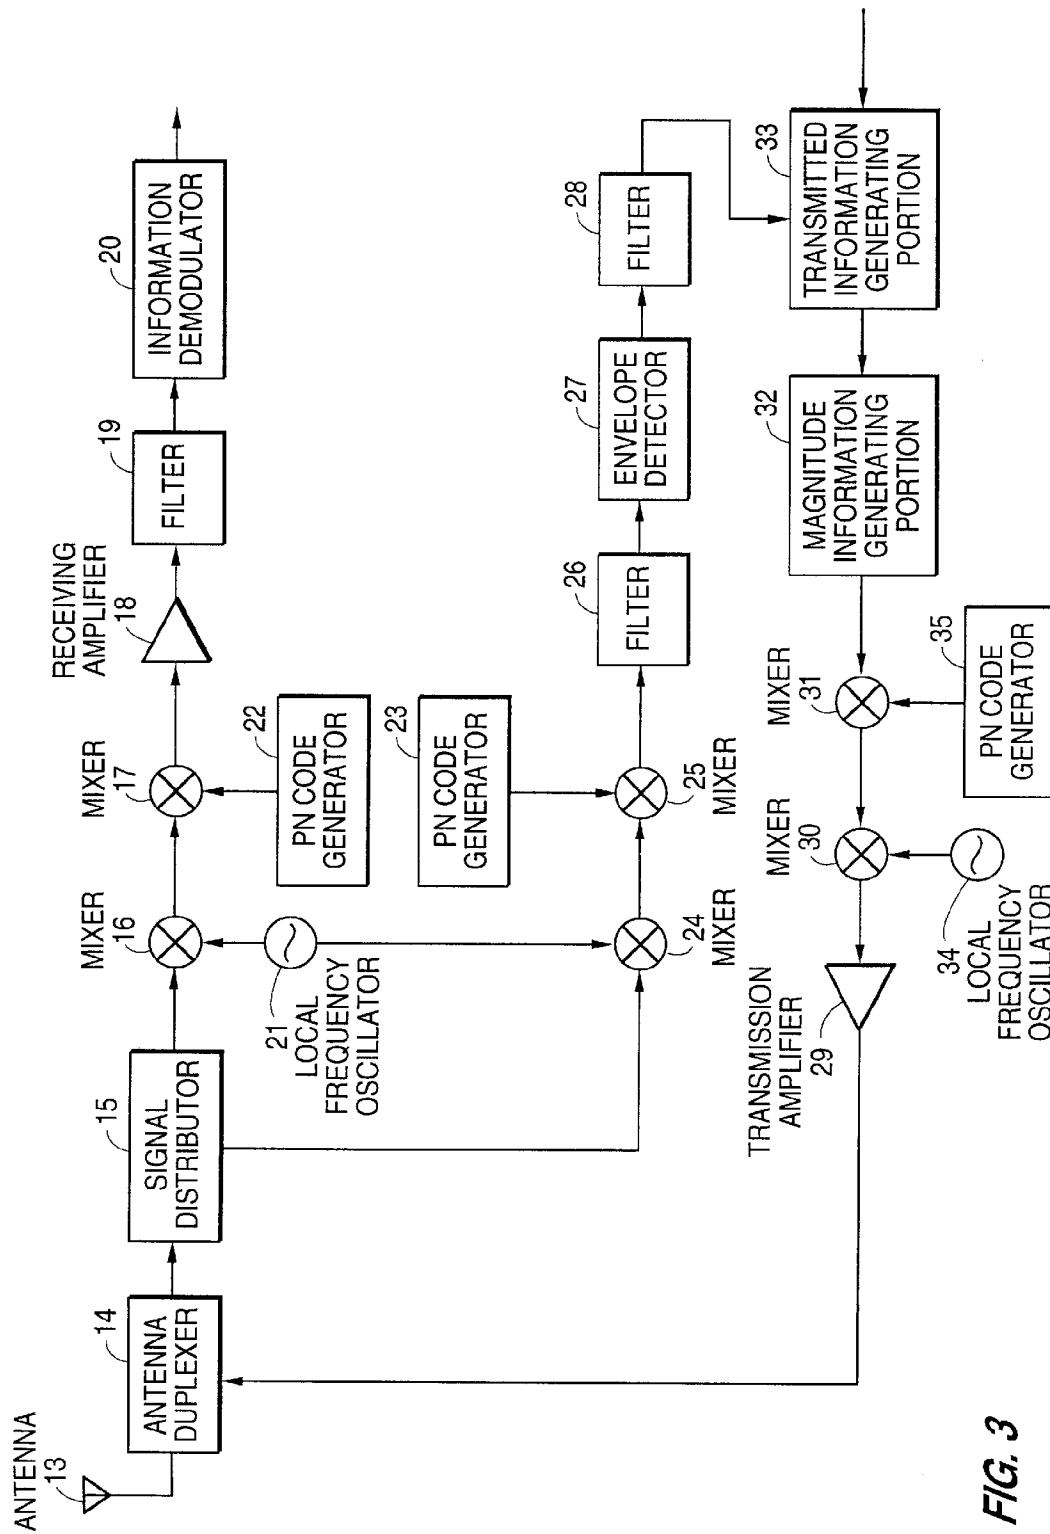 ANTENNA
13
14
ANTENNA
DUPLEXER
15
SIGNAL
DISTRIBUTOR
MIXER
16
MIXER
17
RECEIVING
AMPLIFIER
18
19
FILTER
20
INFORMATION
DEMODULATOR
21
LOCAL
FREQUENCY
OSCILLATOR
22
PN CODE
GENERATOR
23
PN CODE
GENERATOR
24
MIXER
25
MIXER
26
FILTER
27
ENVELOPE
DETECTOR
28
FILTER
TRANSMISSION
AMPLIFIER
29
MIXER
30
MIXER
31
32
MAGNITUDE
INFORMATION
GENERATING
PORTION
33
TRANSMITTED
INFORMATION
GENERATING
PORTION
34
LOCAL
FREQUENCY
OSCILLATOR
35
PN CODE
GENERATOR
FIG. 3